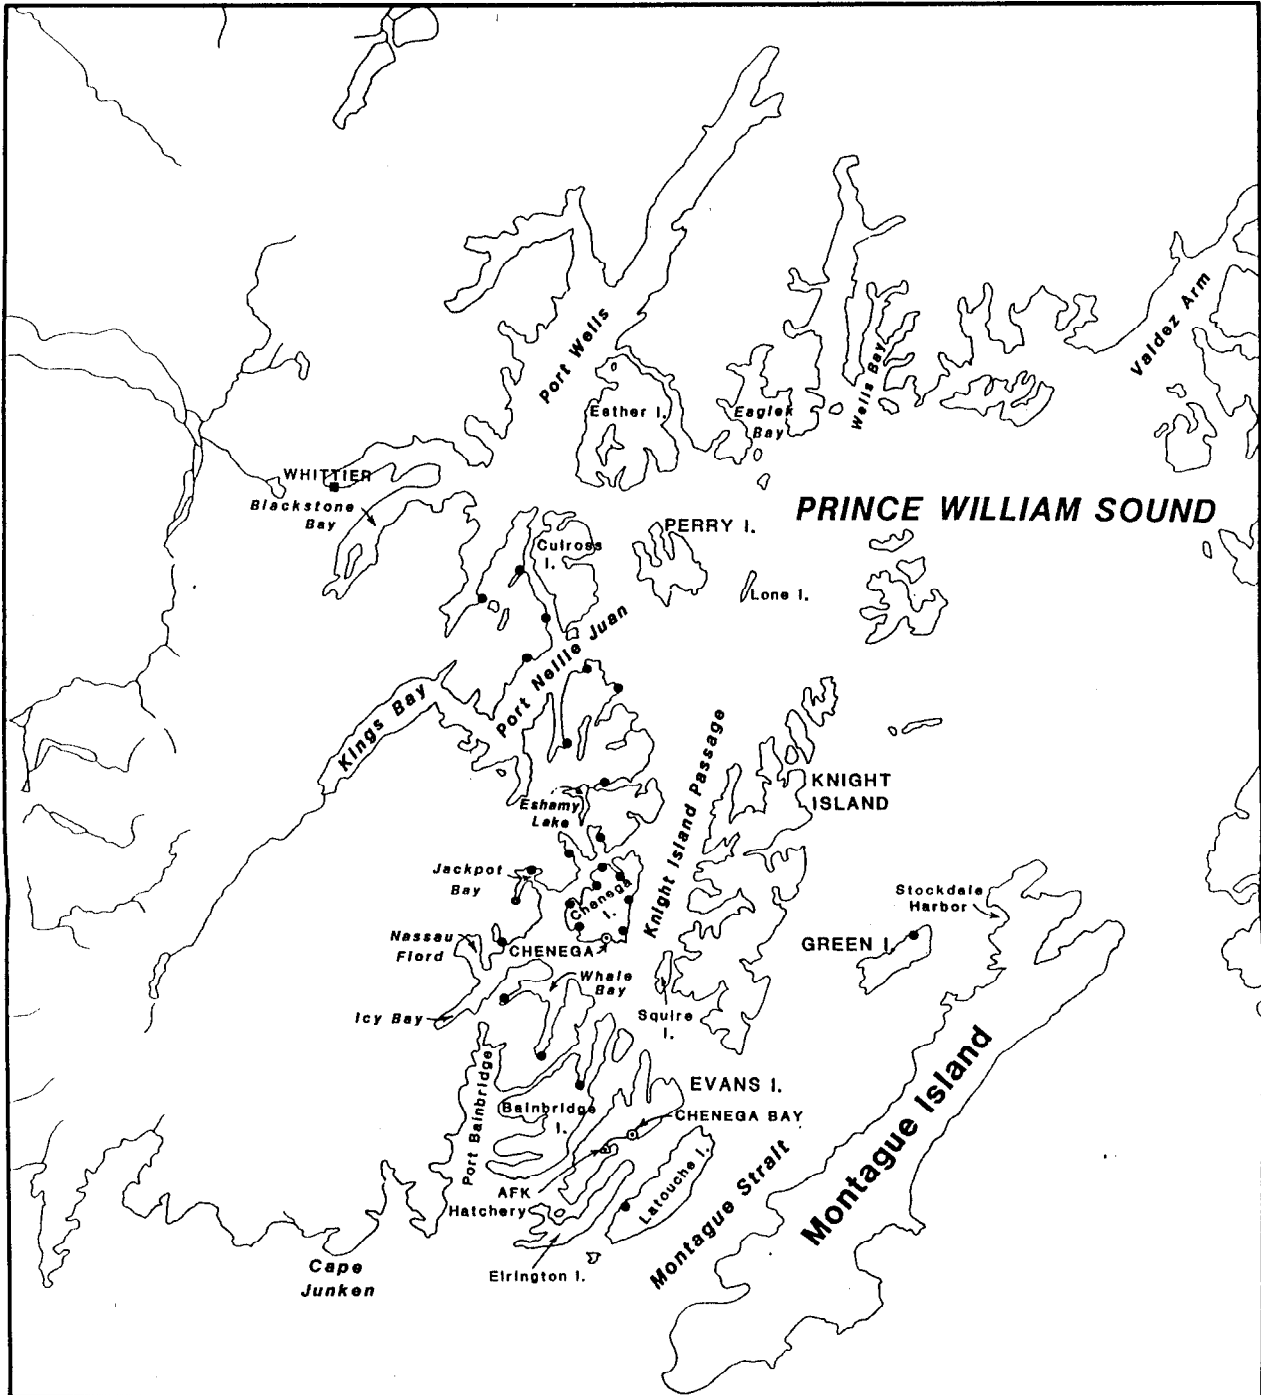 Port Wells
Valdez Arm
Wells Bay
Esther I.
Eaglek
Bay
WHITTIER
Blackstone
Bay
PRINCE WILLIAM SOUND
PERRY I.
Culross
I.
Lone I.
Port Nellie Juan
Kings Bay
Knight Island Passage
KNIGHT
ISLAND
Eshamy
Lake
Jackpot
Bay
Chenega
I.
Stockdale
Harbor
Nassau
Fiord
CHENEGA
GREEN I.
Whale
Bay
Icy Bay
Squire
I.
Montague Island
Port Bainbridge
EVANS I.
Bainbridge
I.
CHENEGA BAY
Latouche I.
Montague Strait
AFK
Hatchery
Elrington I.
Cape
Junken